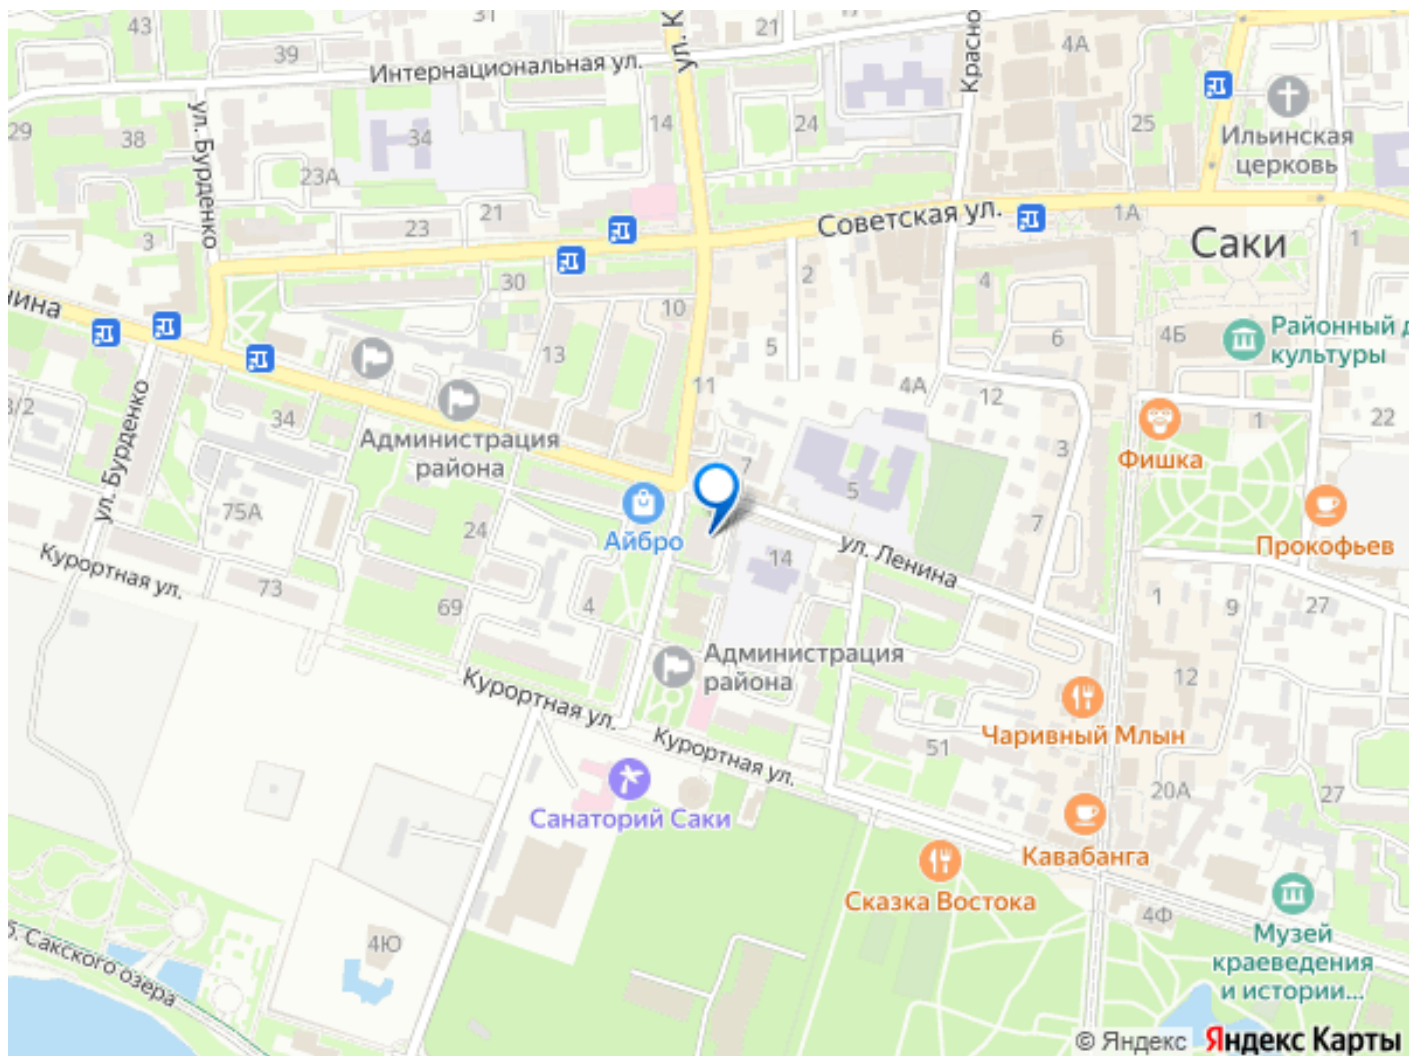 43
31
21
39
Интернациональная ул.
ул. К
Красно
4А
29
38
ул. Бурденко
34
14
24
25
Ильинская
церковь
23А
21
23
3
Советская ул.
1А
Саки
1
30
2
4
нина
10
13
5
6
4Б
Районный д
культуры
11
4А
12
3/2
34
Администрация
района
ул. Бурденко
7
3
1
22
Фишка
75А
24
Айбро
5
7
Прокофьев
Курортная ул.
73
69
4
14
ул. Ленина
1
9
27
Администрация
района
12
Курортная ул.
Курортная ул.
51
Чаривный Млын
Санаторий Саки
20А
27
Кавабанга
Сказка Востока
4Ф
4Ю
б. Сакского озера
Музей
краеведения
и истории...
© Яндекс Яндекс Карты